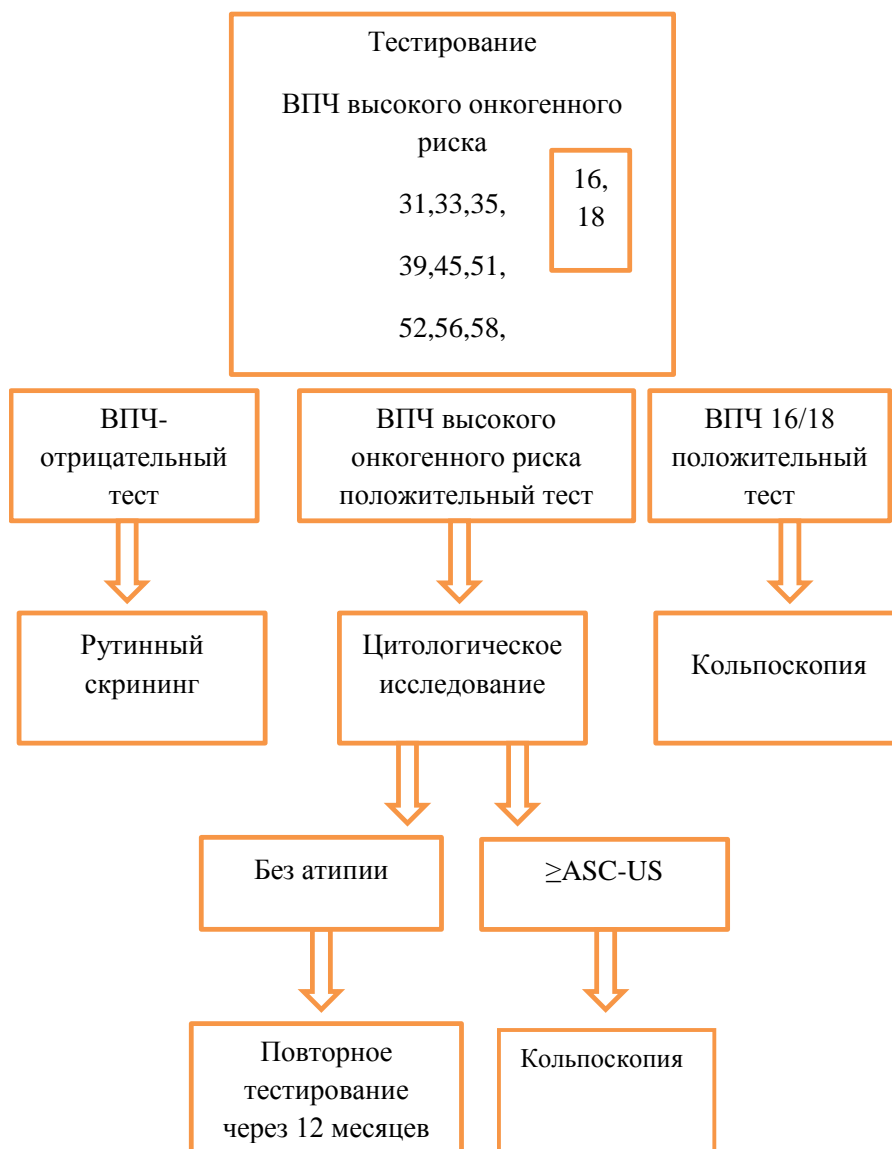 Тестирование
ВПЧ высокого онкогенного
риска
31,33,35,
39,45,51,
52,56,58,
16,
18
ВПЧ-
отрицательный
тест
ВПЧ высокого
онкогенного риска
положительный тест
ВПЧ 16/18
положительный
тест
Рутинный
скрининг
Цитологическое
исследование
Кольпоскопия
Без атипии
≥ASC-US
Повторное
тестирование
через 12 месяцев
Кольпоскопия